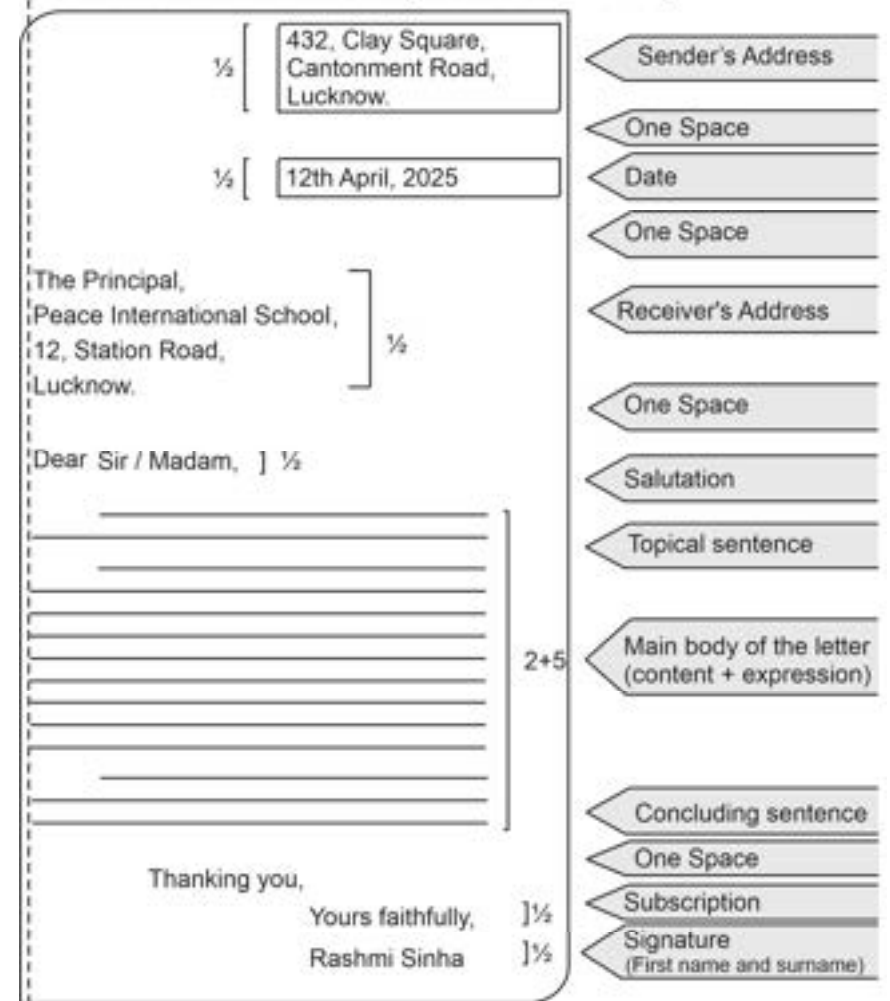 ½ [ 432, Clay Square,
Cantonment Road,
Lucknow.
Sender's Address
One Space
½ [ 12th April, 2025
Date
One Space
The Principal,
Peace International School,
12, Station Road,
Lucknow.
] ½
Receiver's Address
One Space
Dear Sir / Madam, ] ½
Salutation
Topical sentence
2+5
Main body of the letter
(content + expression)
Concluding sentence
One Space
Thanking you,
Yours faithfully, ]½
Subscription
Rashmi Sinha ]½
Signature
(First name and surname)